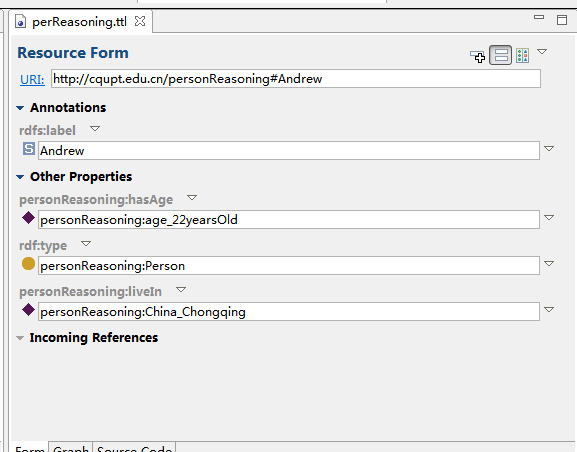 perReasoning.ttl
Resource Form
URI: http://cqupt.edu.cn/personReasoning#Andrew
Annotations
rdfs:label
S Andrew
Other Properties
personReasoning:hasAge
personReasoning:age_22yearsOld
rdf:type
personReasoning:Person
personReasoning:liveIn
personReasoning:China_Chongqing
Incoming References
Form Graph Source Code